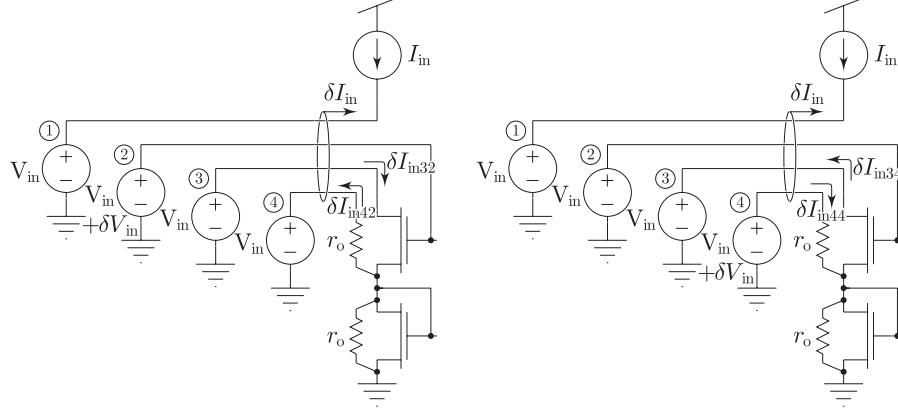 I_in
δI_in
①
②
V_in
δI_in32
③
V_in
+δV_in
④
δI_in42
V_in
V_in
r_o
r_o
I_in
δI_in
①
②
V_in
δI_in34
③
V_in
④
δI_in44
V_in
V_in
+δV_in
r_o
r_o